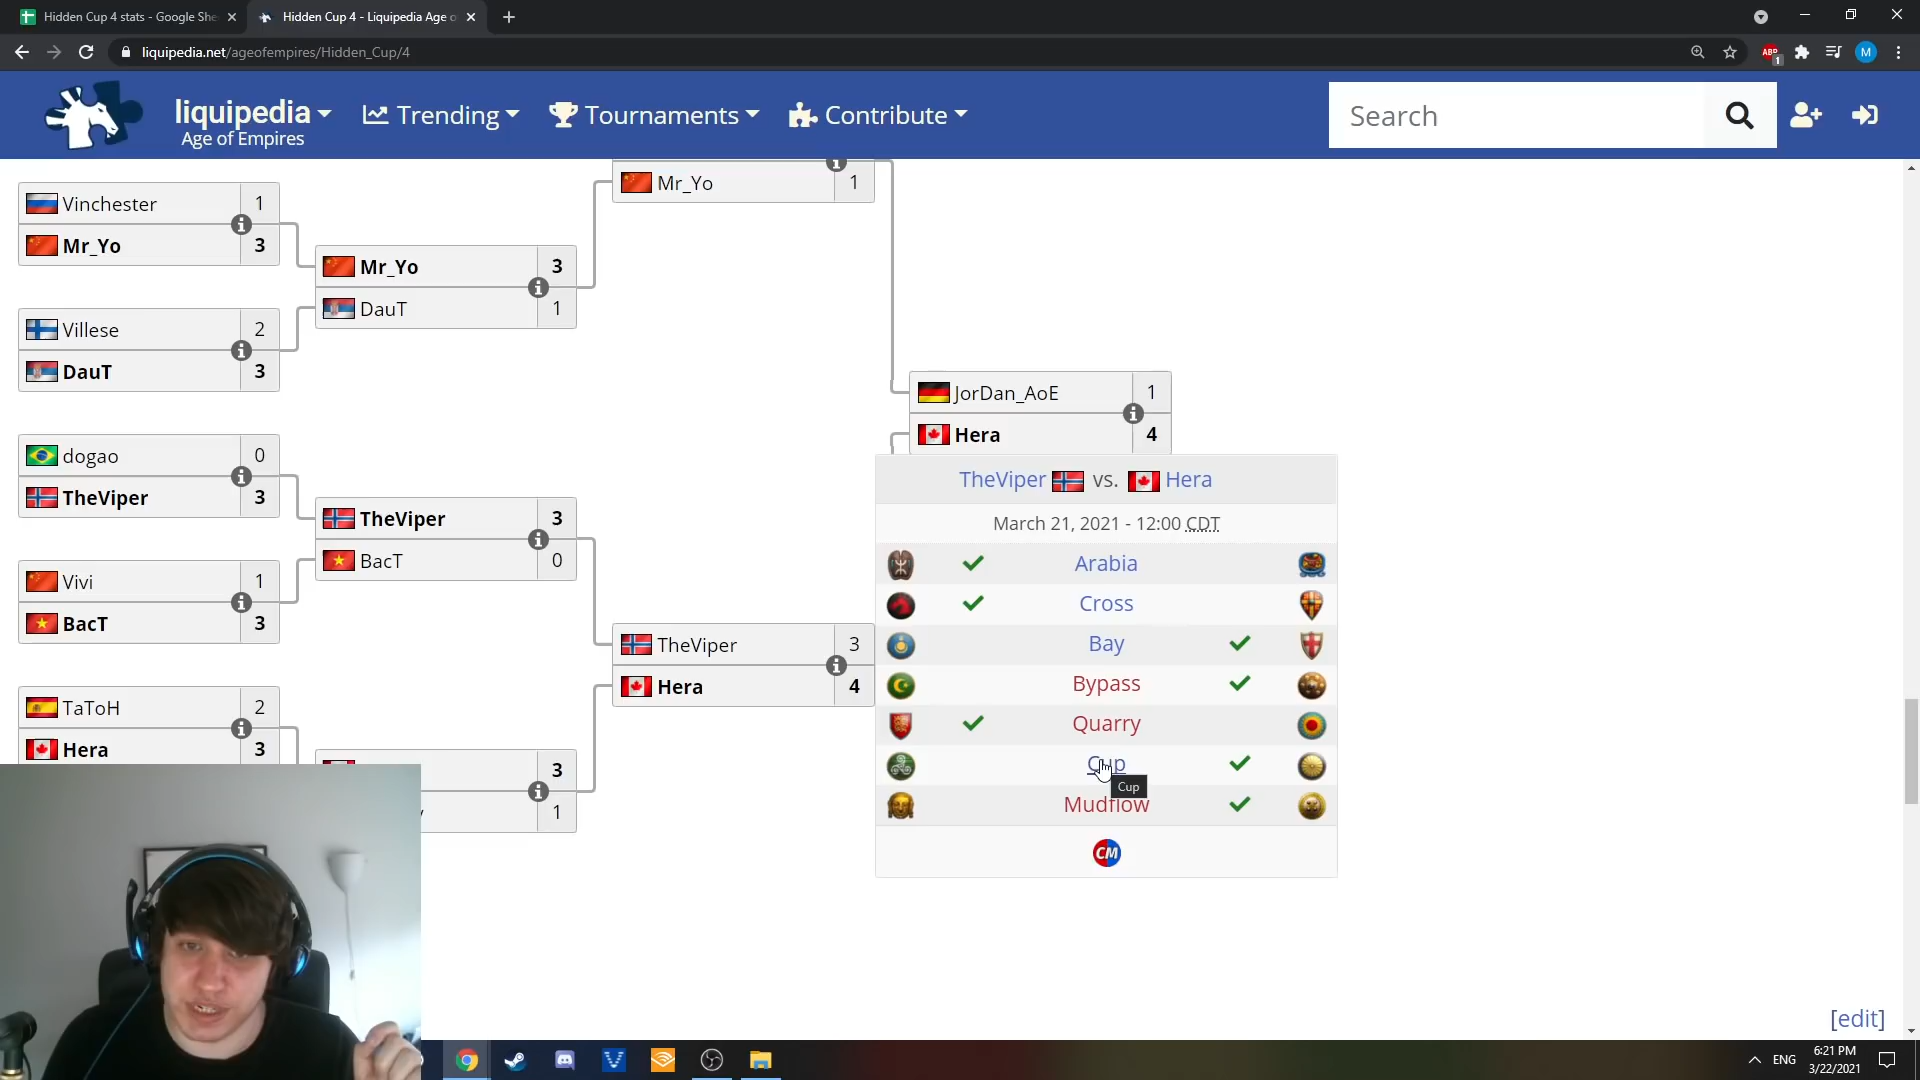 Hidden Cup 4 stats - Google She
Hidden Cup 4 - Liquipedia Age o
liquipedia.net/ageofempires/Hidden_Cup/4
ABP
1
M
liquipedia
Age of Empires
Trending
Tournaments
Contribute
Search
Mr_Yo 1
Vinchester 1
Mr_Yo 3
Mr_Yo 3
DauT 1
Villese 2
DauT 3
JorDan_AoE 1
Hera 4
dogao 0
TheViper 3
TheViper 3
BacT 0
Vivi 1
BacT 3
TheViper 3
Hera 4
TaToH 2
Hera 3
3
1
TheViper vs. Hera
March 21, 2021 - 12:00 CDT
Arabia
Cross
Bay
Bypass
Quarry
Cup
Cup
Mudflow
CM
[edit]
ENG
6:21 PM
3/22/2021